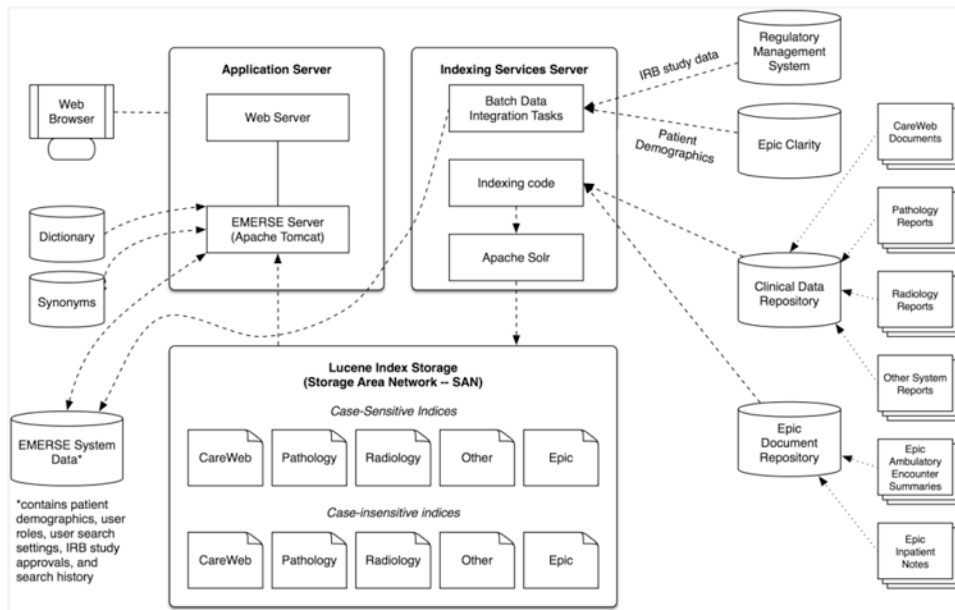 Application Server
Web Server
EMERSE Server
(Apache Tomcat)
Indexing Services Server
Batch Data
Integration Tasks
Indexing code
Apache Solr
IRB study data
Patient
Demographics
Regulatory
Management
System
Epic Clarity
Web
Browser
Dictionary
Synonyms
EMERSE System
Data*
*contains patient
demographics, user
roles, user search
settings, IRB study
approvals, and
search history
Lucene Index Storage
(Storage Area Network -- SAN)
Case-Sensitive Indices
CareWeb
Pathology
Radiology
Other
Epic
Case-insensitive indices
CareWeb
Pathology
Radiology
Other
Epic
Clinical Data
Repository
Epic
Document
Repository
CareWeb
Documents
Pathology
Reports
Radiology
Reports
Other System
Reports
Epic
Ambulatory
Encounter
Summaries
Epic
Inpatient
Notes